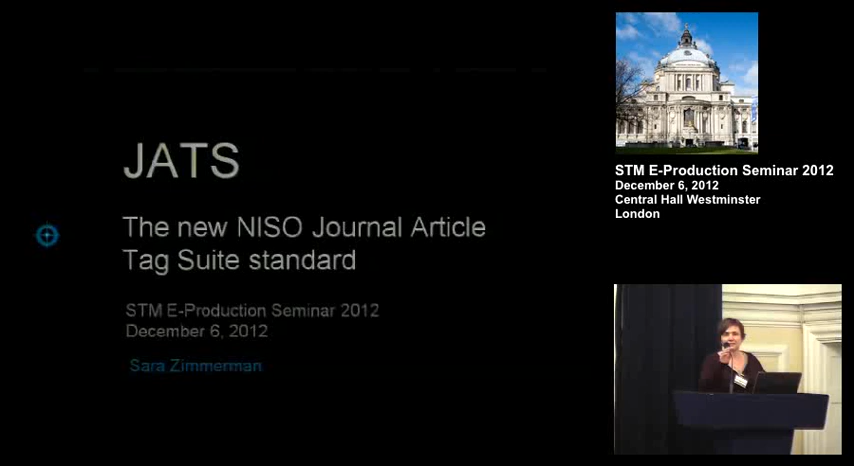 JATS
The new NISO Journal Article
Tag Suite standard
STM E-Production Seminar 2012
December 6, 2012
Sara Zimmerman
STM E-Production Seminar 2012
December 6, 2012
Central Hall Westminster
London